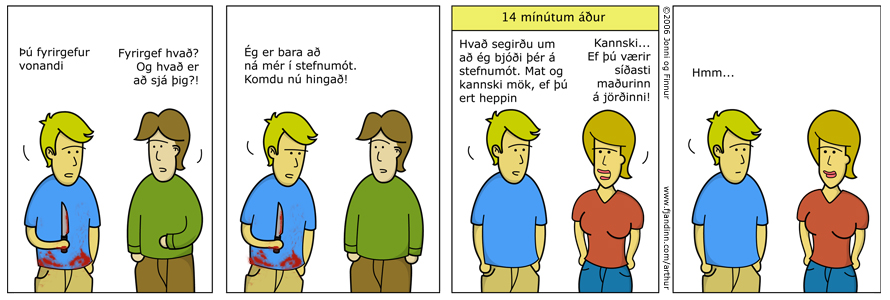 Þú fyrirgefur
vonandi
Fyrirgef hvað?
Og hvað er
að sjá þig?!
Ég er bara að
ná mér í stefnumót.
Komdu nú hingað!
14 mínútum áður
Hvað segirðu um
að ég bjóði þér á
stefnumót. Mat og
kannski mök, ef þú
ert heppin
Kannski...
Ef þú værir
síðasti
maðurinn
á jörðinni!
©2006 Jonni og Finnur
www.fjandinn.com/arthur
Hmm...